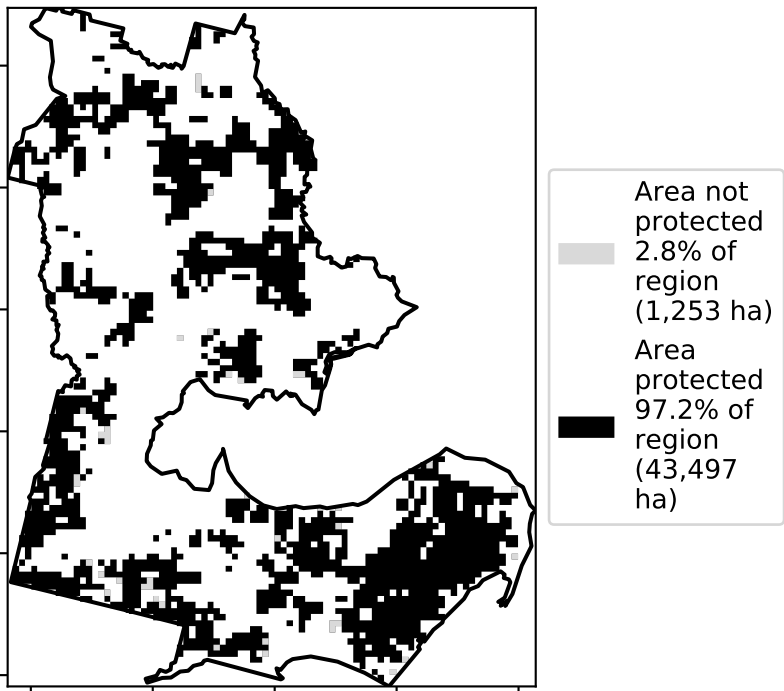 Area not
protected
2.8% of
region
(1,253 ha)
Area
protected
97.2% of
region
(43,497
ha)